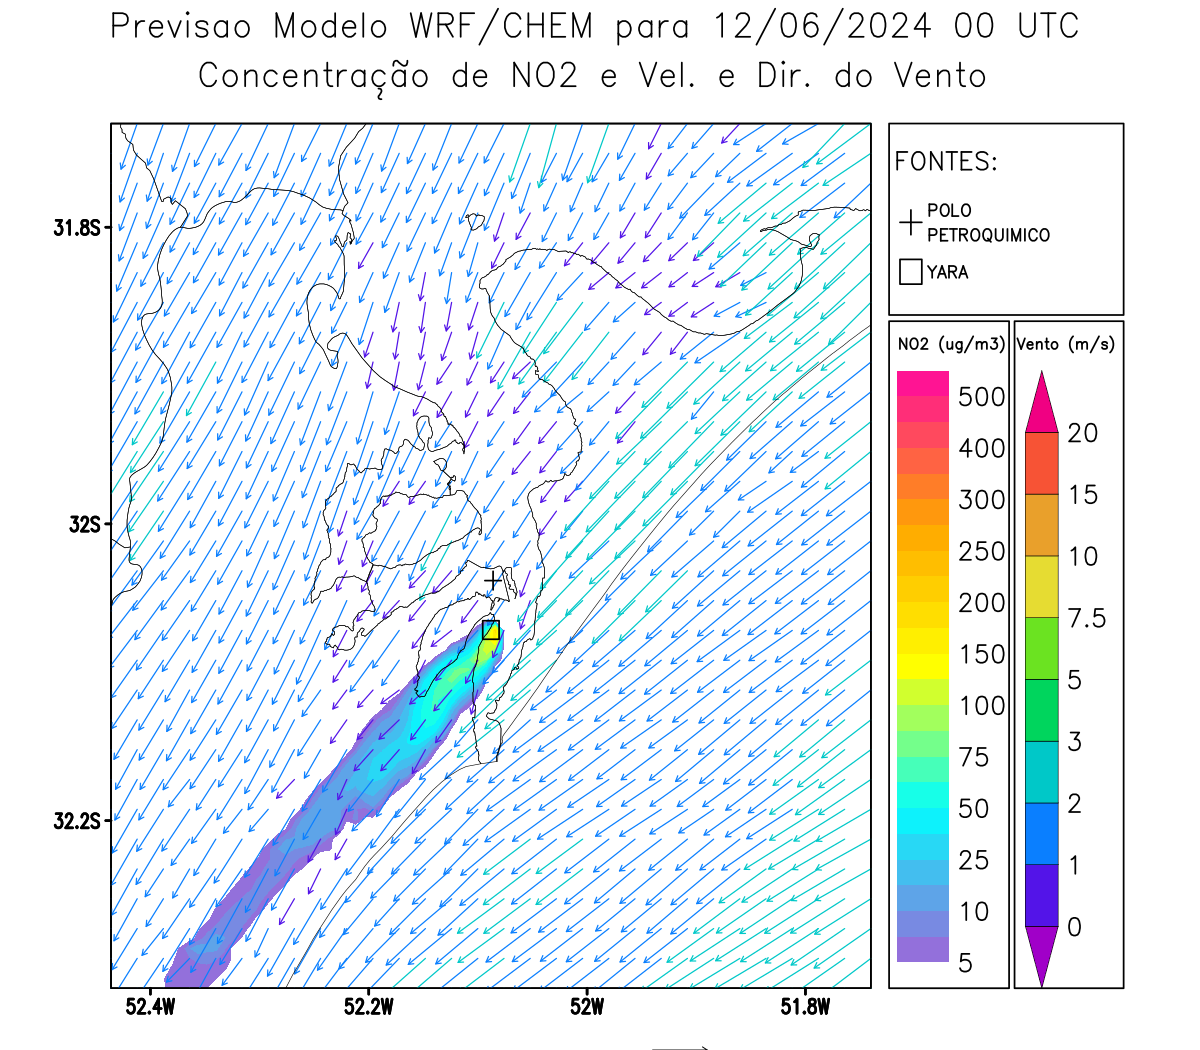 Previsao Modelo WRF/CHEM para 12/06/2024 00 UTC
Concentração de NO2 e Vel. e Dir. do Vento
FONTES:
POLO
PETROQUIMICO
YARA
NO2 (ug/m3)
500
400
300
250
200
150
100
75
50
25
10
5
Vento (m/s)
20
15
10
7.5
5
3
2
1
0
31.8S
32S
32.2S
52.4W
52.2W
52W
51.8W